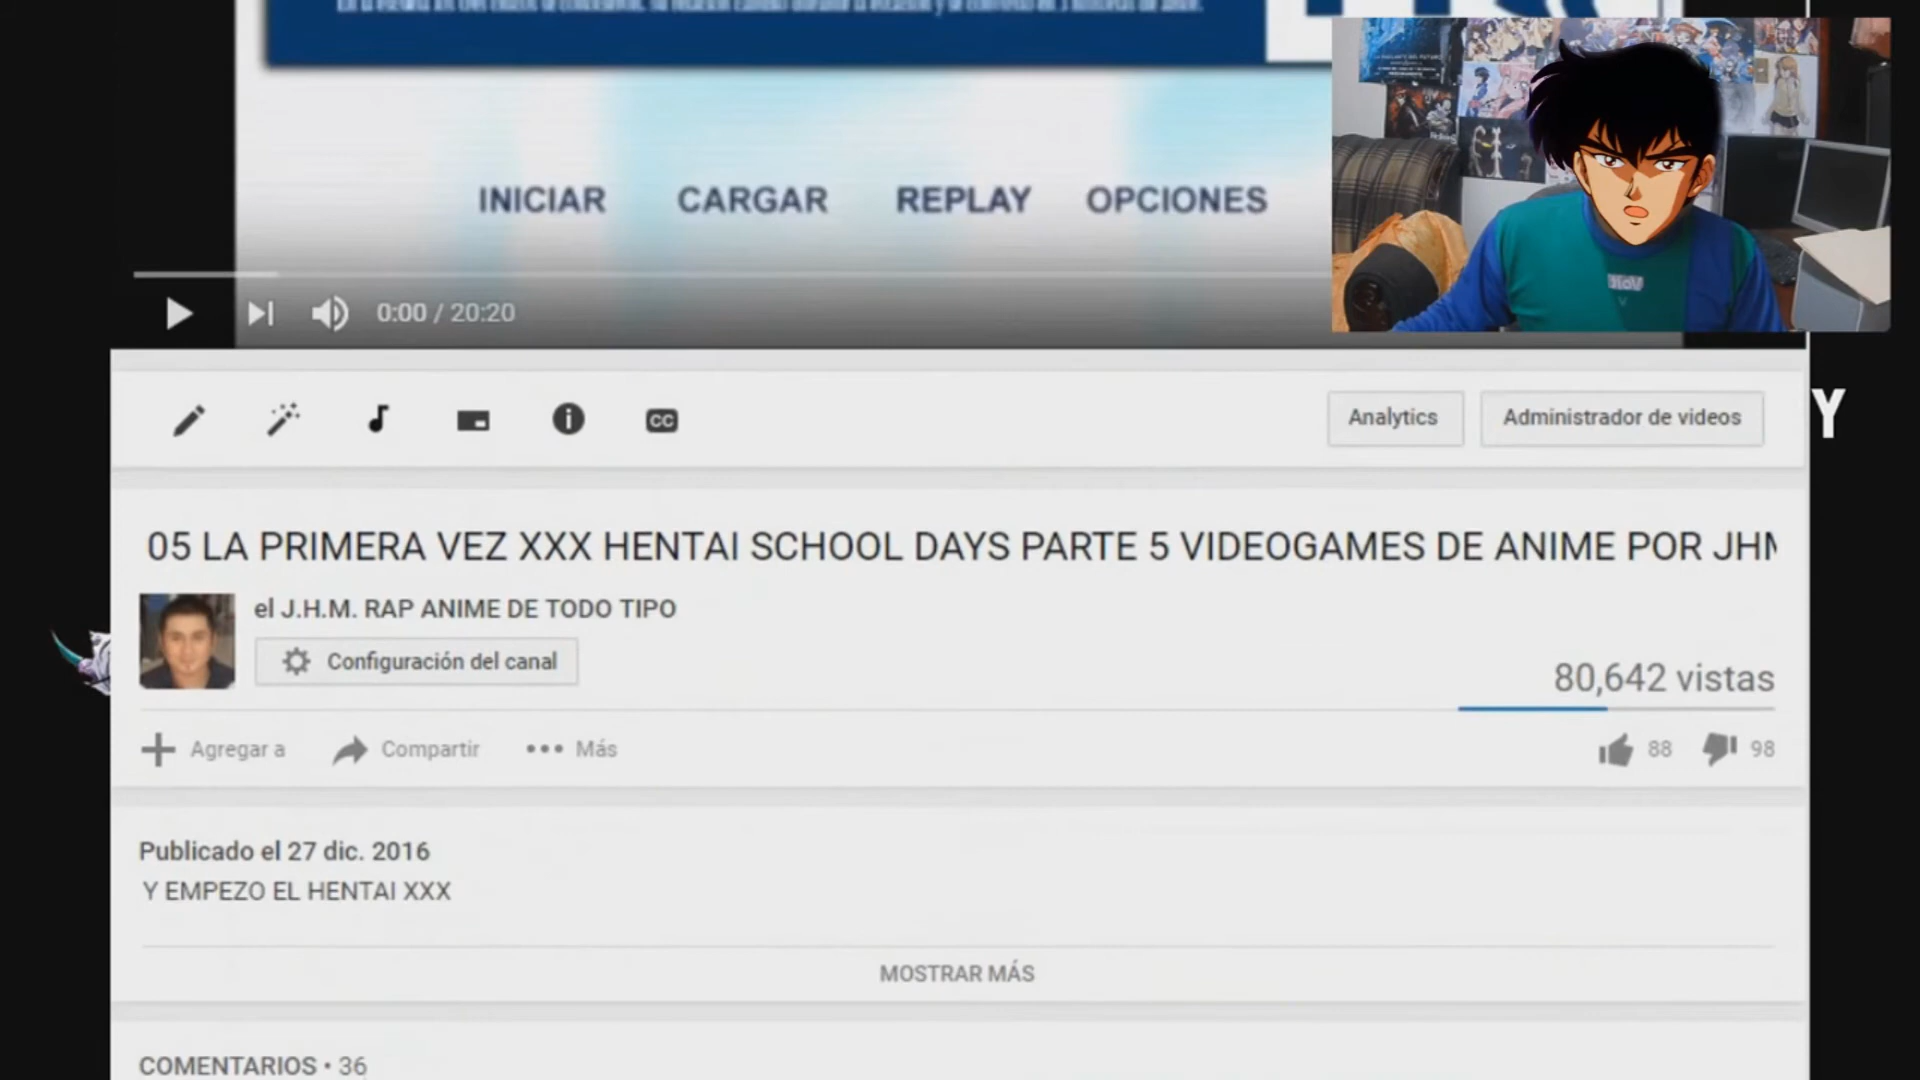 INICIAR CARGAR REPLAY OPCIONES
0:00 / 20:20
CC
Analytics
Administrador de videos
Y
05 LA PRIMERA VEZ XXX HENTAI SCHOOL DAYS PARTE 5 VIDEOGAMES DE ANIME POR JHM
el J.H.M. RAP ANIME DE TODO TIPO
Configuración del canal
80,642 vistas
Agregar a
Compartir
Más
88
98
Publicado el 27 dic. 2016
Y EMPEZO EL HENTAI XXX
MOSTRAR MÁS
COMENTARIOS • 36